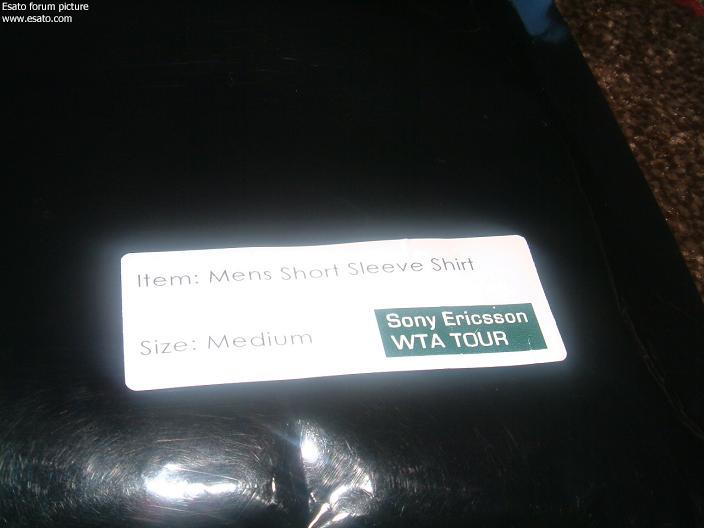 Esato forum picture
www.esato.com
Item: Mens Short Sleeve Shirt
Size: Medium
Sony Ericsson
WTA TOUR